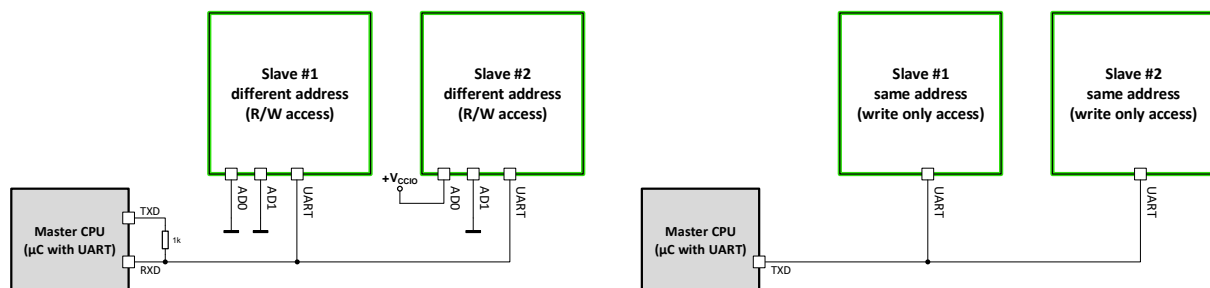 Slave #1
different address
(R/W access)
Slave #2
different address
(R/W access)
+VCCIO
AD0
AD1
UART
AD0
AD1
UART
Master CPU
(µC with UART)
TXD
1k
RXD
Slave #1
same address
(write only access)
Slave #2
same address
(write only access)
UART
UART
Master CPU
(µC with UART)
TXD